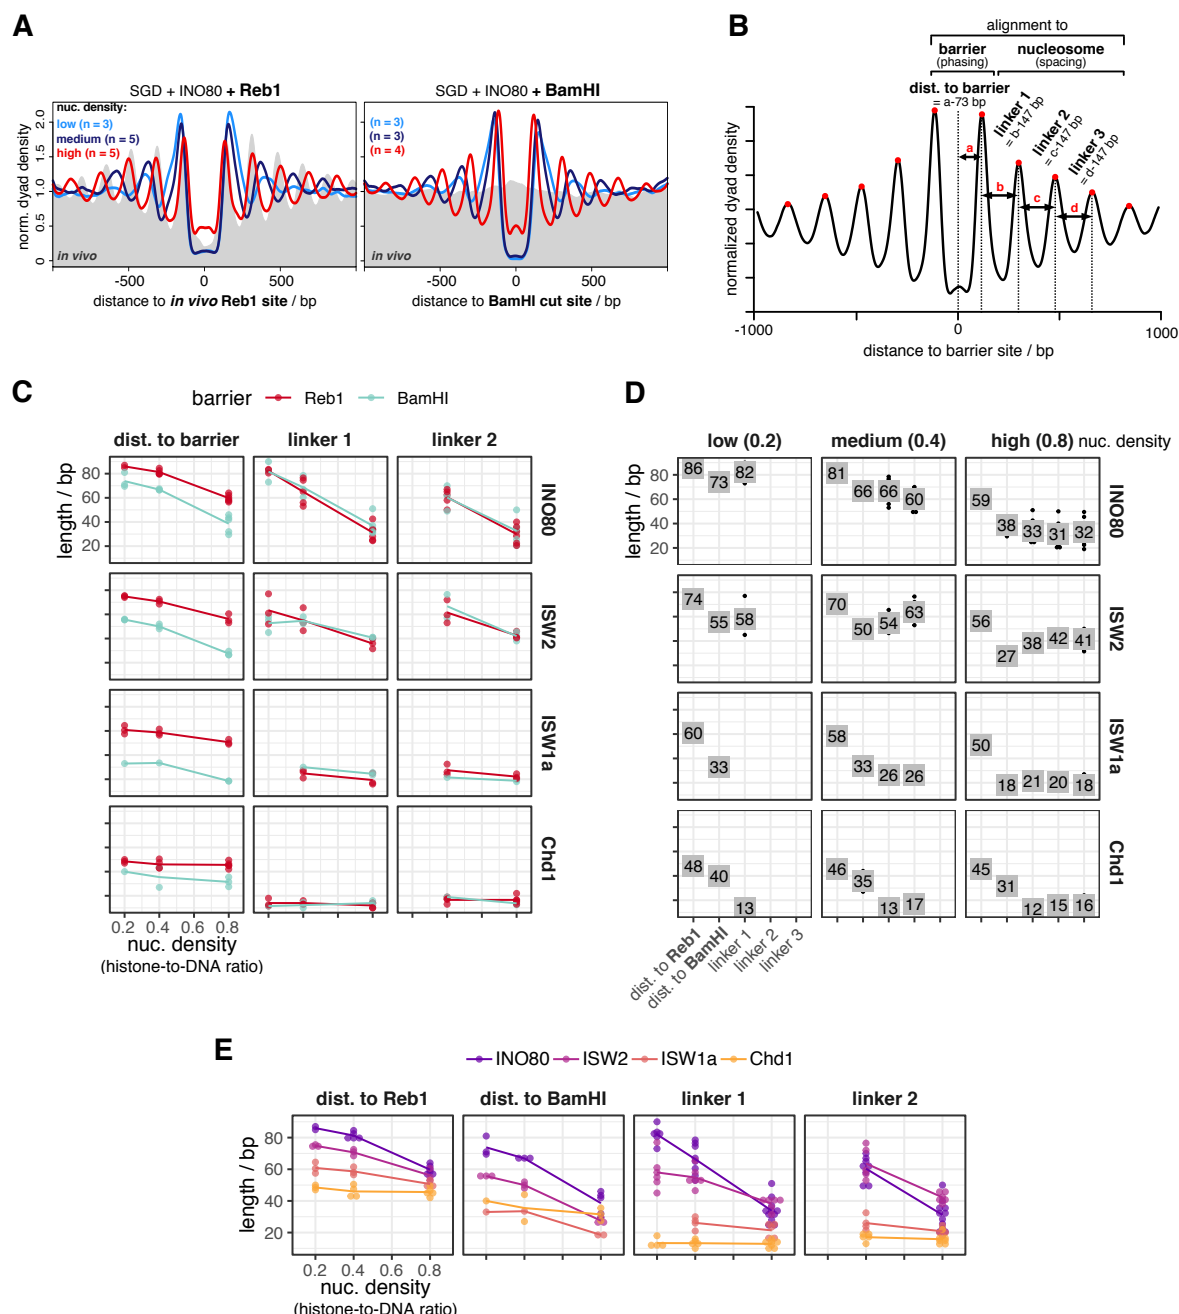 A
SGD + INO80 + Reb1
SGD + INO80 + BamHI
nuc. density:
low (n = 3)
medium (n = 5)
high (n = 5)
(n = 3)
(n = 3)
(n = 4)
norm. dyad density
2.0
1.5
1.0
0.5
0
in vivo
in vivo
-500 0 500
-500 0 500
distance to in vivo Reb1 site / bp
distance to BamHI cut site / bp
B
alignment to
barrier
(phasing)
nucleosome
(spacing)
dist. to barrier
= a-73 bp
linker 1
= b-147 bp
linker 2
= c-147 bp
linker 3
= d-147 bp
a
b
c
d
normalized dyad density
-1000 0 1000
distance to barrier site / bp
C
barrier Reb1 BamHI
dist. to barrier linker 1 linker 2
length / bp
80
60
40
20
INO80
ISW2
ISW1a
Chd1
0.2 0.4 0.8
nuc. density
(histone-to-DNA ratio)
D
low (0.2) medium (0.4) high (0.8) nuc. density
length / bp
80
60
40
20
86 73 82
81 66 66 60
59 38 33 31 32
INO80
74 55 58
70 50 54 63
56 27 38 42 41
ISW2
60 33
58 33 26 26
50 18 21 20 18
ISW1a
48 40 13
46 35 13 17
45 31 12 15 16
Chd1
dist. to Reb1
dist. to BamHI
linker 1
linker 2
linker 3
E
INO80 ISW2 ISW1a Chd1
dist. to Reb1 dist. to BamHI linker 1 linker 2
length / bp
80
60
40
20
0.2 0.4 0.8
nuc. density
(histone-to-DNA ratio)